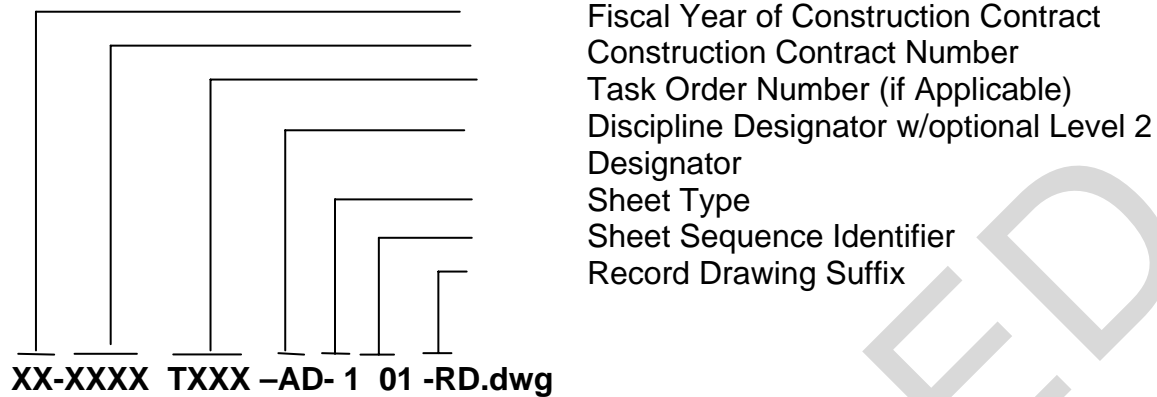 Fiscal Year of Construction Contract
Construction Contract Number
Task Order Number (if Applicable)
Discipline Designator w/optional Level 2
Designator
Sheet Type
Sheet Sequence Identifier
Record Drawing Suffix
XX-XXXX TXXX –AD- 1 01 -RD.dwg
ED